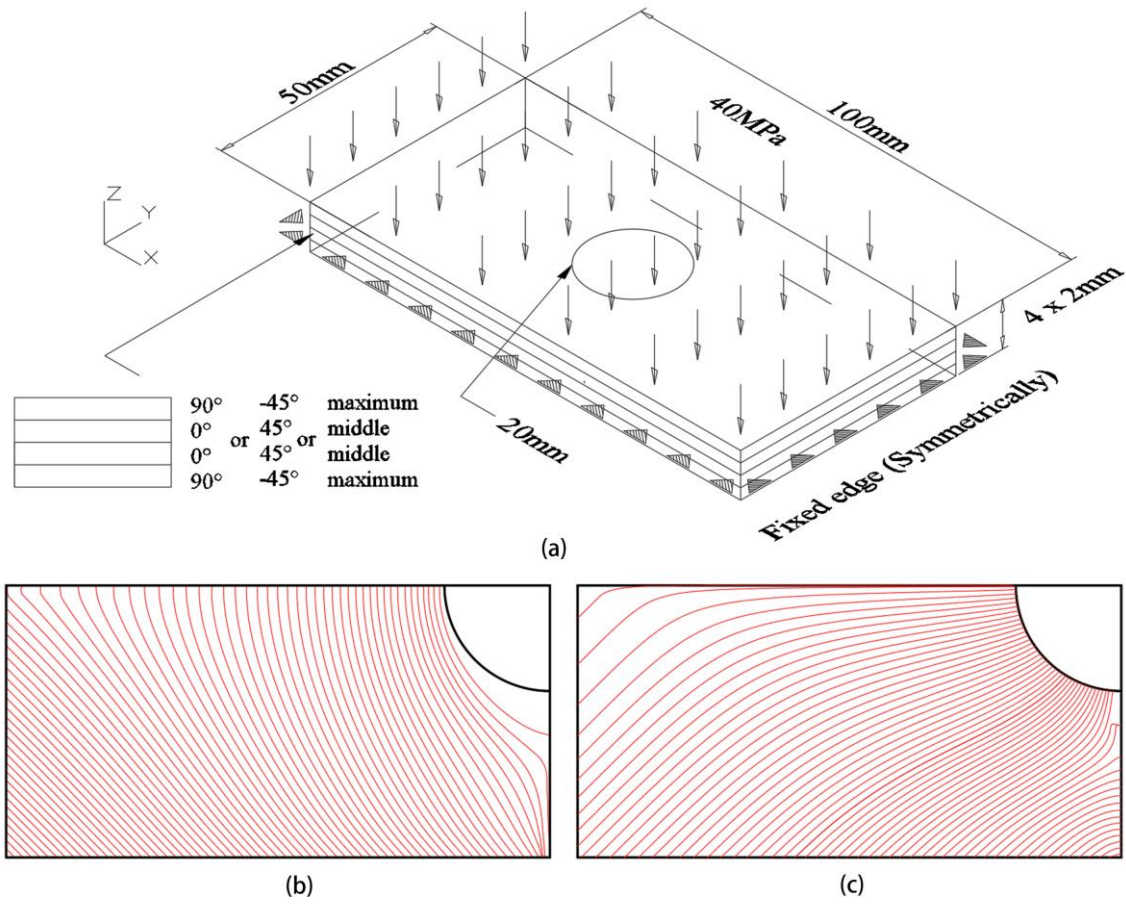 50mm
40MPa
100mm
Z
Y
X
4 x 2mm
90° -45° maximum
0° or 45° or middle
0° 45° middle
90° -45° maximum
20mm
Fixed edge (Symmetrically)
(a)
(b)
(c)